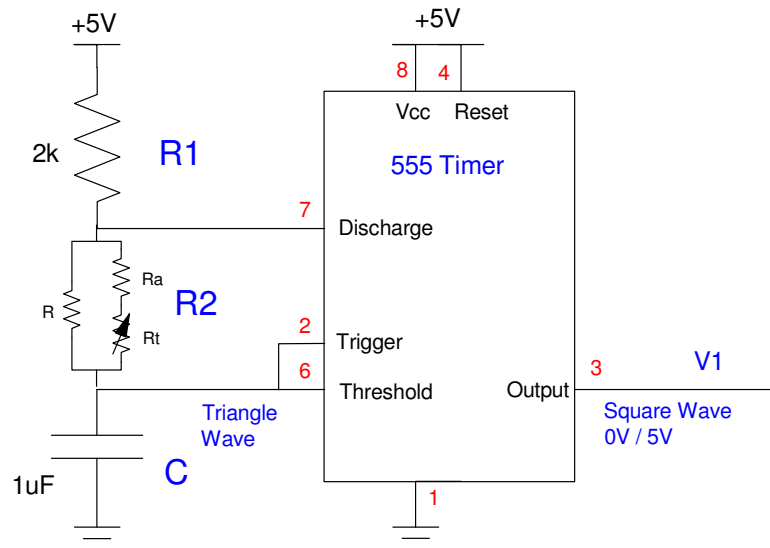 +5V
+5V
8
4
Vcc
Reset
2k
R1
555 Timer
7
Discharge
Ra
R
R2
Rt
2
Trigger
6
Threshold
Output
3
V1
Triangle
Wave
Square Wave
0V / 5V
C
1uF
1